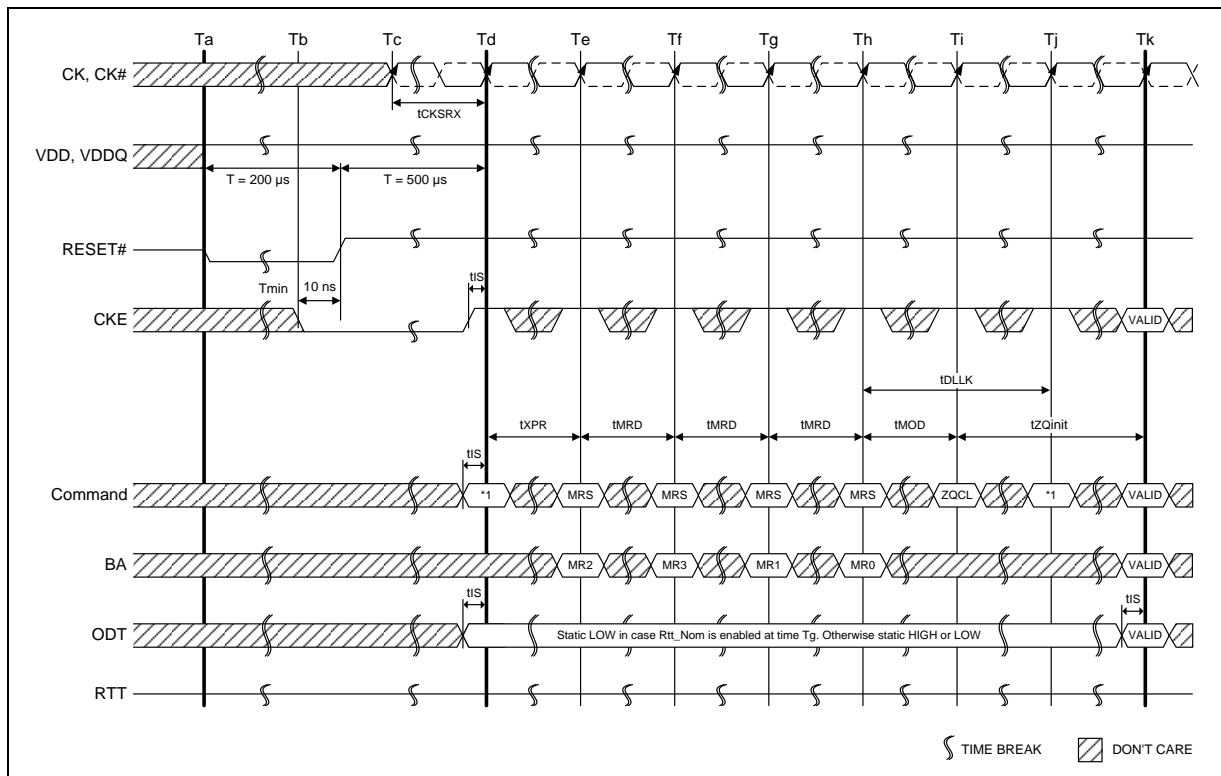 Ta Tb Tc Td Te Tf Tg Th Ti Tj Tk
CK, CK#
tCKSRX
VDD, VDDQ
T = 200 µs T = 500 µs
RESET#
Tmin 10 ns tIS
CKE VALID
tDLLK
tXPR tMRD tMRD tMRD tMOD tZQinit
tIS
Command *1 MRS MRS MRS MRS ZQCL *1 VALID
BA MR2 MR3 MR1 MR0 VALID
tIS tIS
ODT Static LOW in case Rtt_Nom is enabled at time Tg. Otherwise static HIGH or LOW VALID
RTT
TIME BREAK DON'T CARE